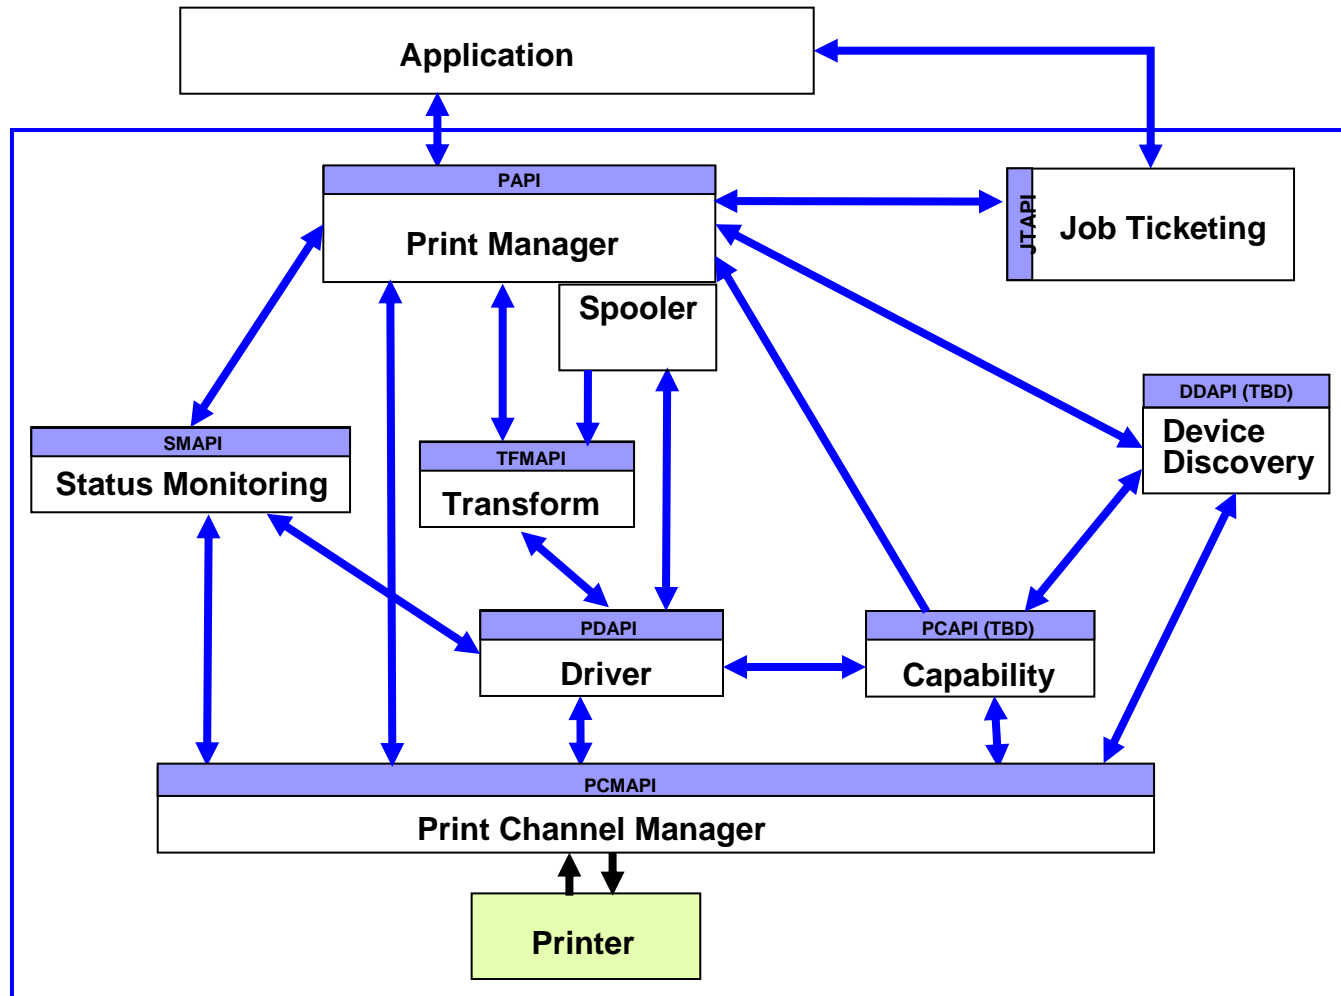 Application
PAPI
Print Manager
JTAPI
Job Ticketing
Spooler
DDAPI (TBD)
Device
Discovery
SMAPI
Status Monitoring
TFMAPI
Transform
PDAPI
Driver
PCAPI (TBD)
Capability
PCMAPI
Print Channel Manager
Printer